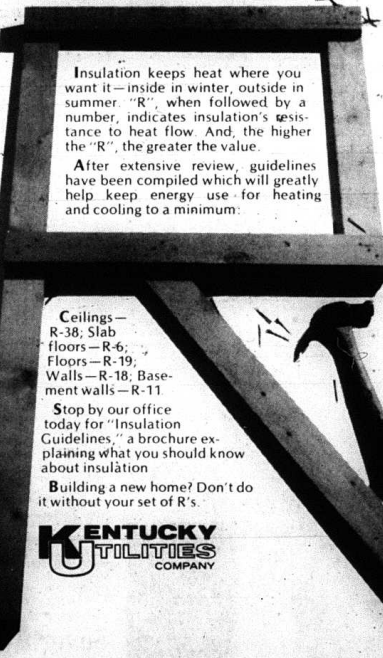 Insulation keeps heat where you
want it—inside in winter, outside in
summer. "R", when followed by a
number, indicates insulation's resis-
tance to heat flow. And, the higher
the "R", the greater the value.
After extensive review, guidelines
have been compiled which will greatly
help keep energy use for heating
and cooling to a minimum:
Ceilings—
R-38; Slab
floors—R-6;
Floors—R-19;
Walls—R-18; Base-
ment walls—R-11
Stop by our office
today for "Insulation
Guidelines," a brochure ex-
plaining what you should know
about insulation
Building a new home? Don't do
it without your set of R's.
KENTUCKY
UTILITIES
COMPANY